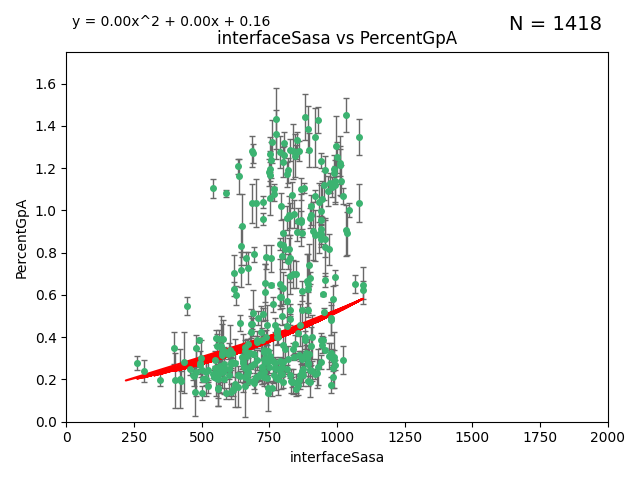 y = 0.00x^2 + 0.00x + 0.16
N = 1418
interfaceSasa vs PercentGpA
1.6
1.4
1.2
1.0
0.8
0.6
0.4
0.2
0.0
PercentGpA
0 250 500 750 1000 1250 1500 1750 2000
interfaceSasa